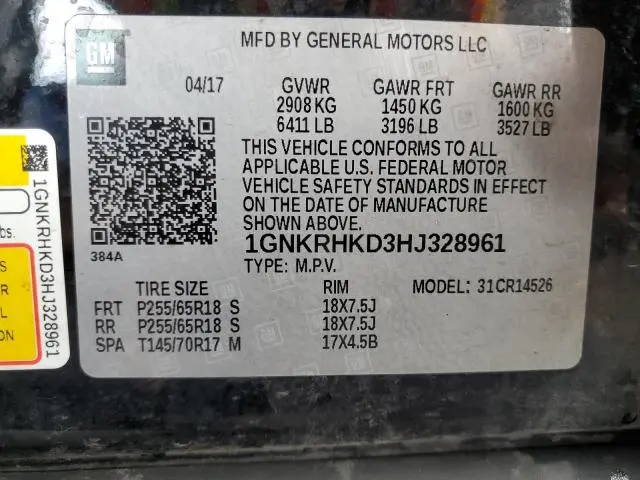 GM
MFD BY GENERAL MOTORS LLC
04/17 GVWR GAWR FRT GAWR RR
2908 KG 1450 KG 1600 KG
6411 LB 3196 LB 3527 LB
THIS VEHICLE CONFORMS TO ALL
APPLICABLE U.S. FEDERAL MOTOR
VEHICLE SAFETY STANDARDS IN EFFECT
ON THE DATE OF MANUFACTURE
SHOWN ABOVE.
384A
1GNKRHKD3HJ328961
TYPE: M.P.V.
TIRE SIZE RIM MODEL: 31CR14526
FRT P255/65R18 S 18X7.5J
RR P255/65R18 S 18X7.5J
SPA T145/70R17 M 17X4.5B
1GNKRHKD3HJ328961
lbs.